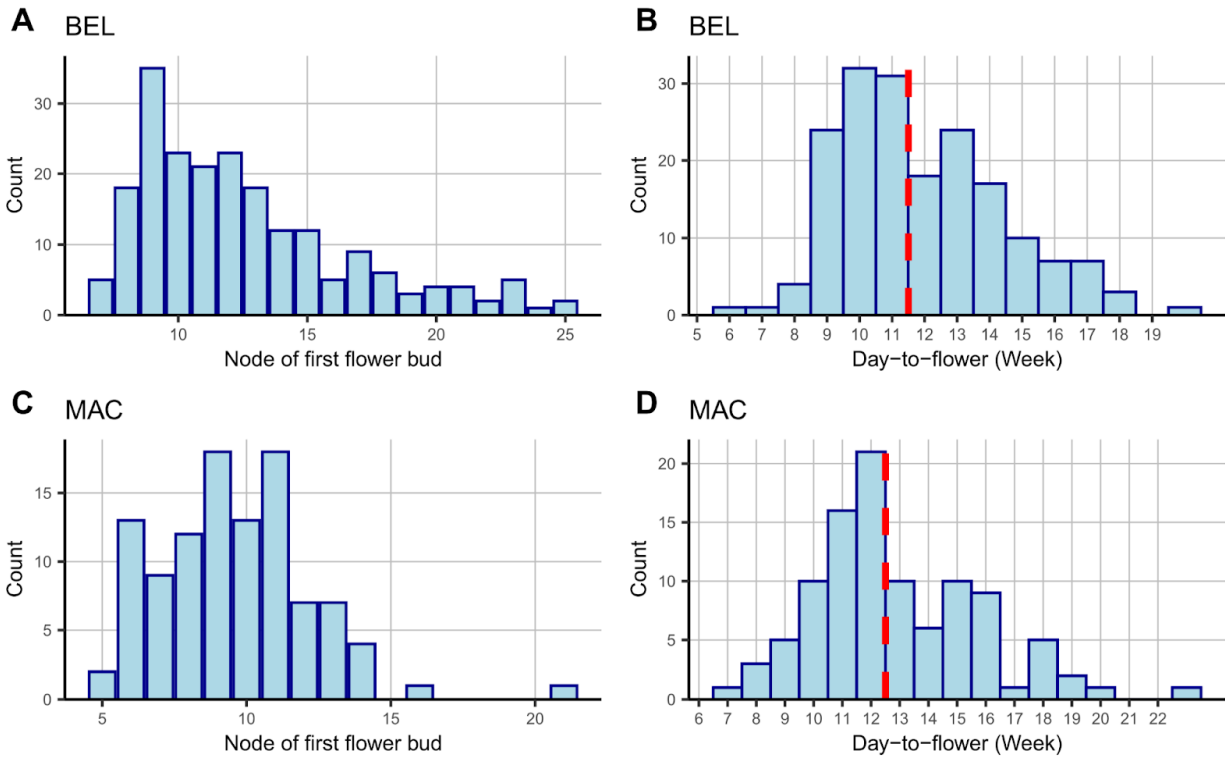 A
BEL
Count
0
10
20
30
10
15
20
25
Node of first flower bud
B
BEL
Count
0
10
20
30
5 6 7 8 9 10 11 12 13 14 15 16 17 18 19
Day−to−flower (Week)
C
MAC
Count
0
5
10
15
5
10
15
20
Node of first flower bud
D
MAC
Count
0
5
10
15
20
6 7 8 9 10 11 12 13 14 15 16 17 18 19 20 21 22
Day−to−flower (Week)